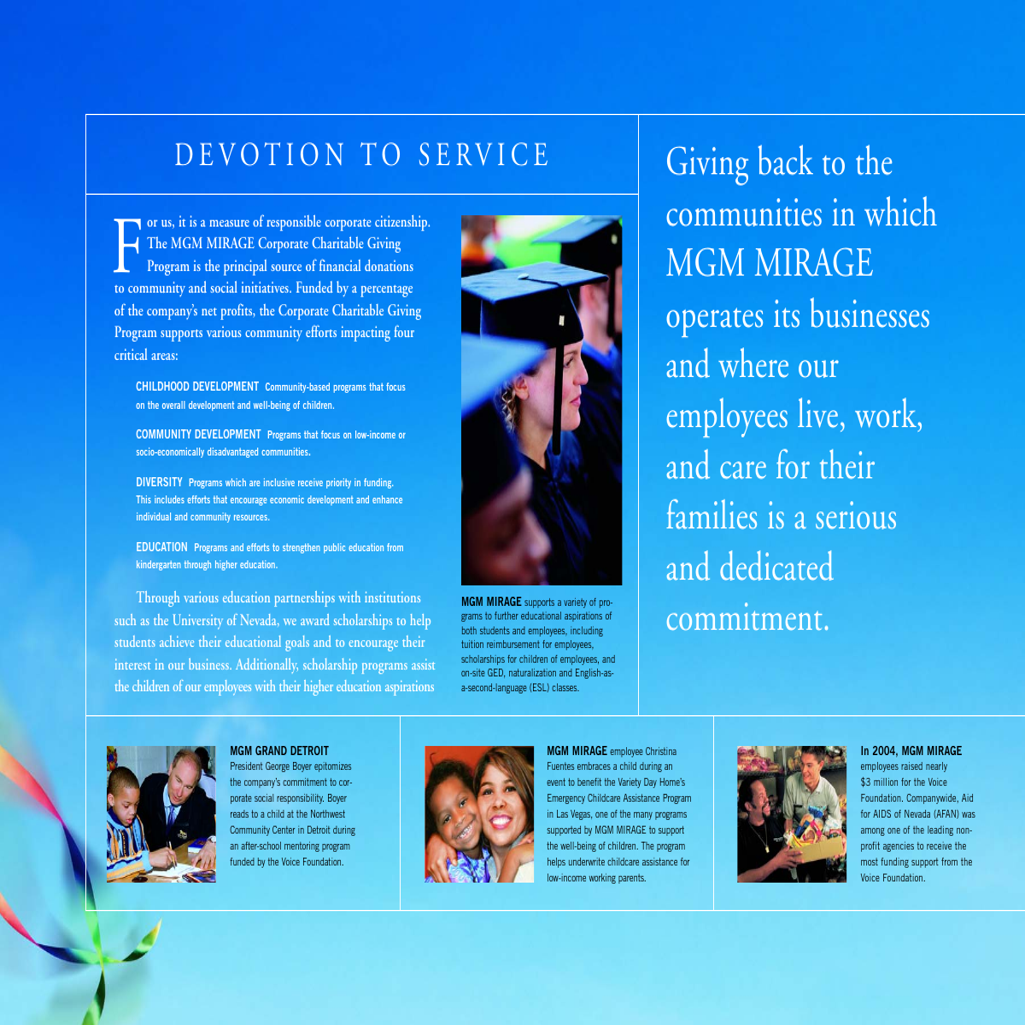 DEVOTION TO SERVICE
For us, it is a measure of responsible corporate citizenship.
The MGM MIRAGE Corporate Charitable Giving
Program is the principal source of financial donations
to community and social initiatives. Funded by a percentage
of the company's net profits, the Corporate Charitable Giving
Program supports various community efforts impacting four
critical areas:
CHILDHOOD DEVELOPMENT Community-based programs that focus
on the overall development and well-being of children.
COMMUNITY DEVELOPMENT Programs that focus on low-income or
socio-economically disadvantaged communities.
DIVERSITY Programs which are inclusive receive priority in funding.
This includes efforts that encourage economic development and enhance
individual and community resources.
EDUCATION Programs and efforts to strengthen public education from
kindergarten through higher education.
Through various education partnerships with institutions
such as the University of Nevada, we award scholarships to help
students achieve their educational goals and to encourage their
interest in our business. Additionally, scholarship programs assist
the children of our employees with their higher education aspirations
MGM MIRAGE supports a variety of pro-
grams to further educational aspirations of
both students and employees, including
tuition reimbursement for employees,
scholarships for children of employees, and
on-site GED, naturalization and English-as-
a-second-language (ESL) classes.
Giving back to the
communities in which
MGM MIRAGE
operates its businesses
and where our
employees live, work,
and care for their
families is a serious
and dedicated
commitment.
MGM GRAND DETROIT
President George Boyer epitomizes
the company's commitment to cor-
porate social responsibility. Boyer
reads to a child at the Northwest
Community Center in Detroit during
an after-school mentoring program
funded by the Voice Foundation.
MGM MIRAGE employee Christina
Fuentes embraces a child during an
event to benefit the Variety Day Home's
Emergency Childcare Assistance Program
in Las Vegas, one of the many programs
supported by MGM MIRAGE to support
the well-being of children. The program
helps underwrite childcare assistance for
low-income working parents.
In 2004, MGM MIRAGE
employees raised nearly
$3 million for the Voice
Foundation. Companywide, Aid
for AIDS of Nevada (AFAN) was
among one of the leading non-
profit agencies to receive the
most funding support from the
Voice Foundation.